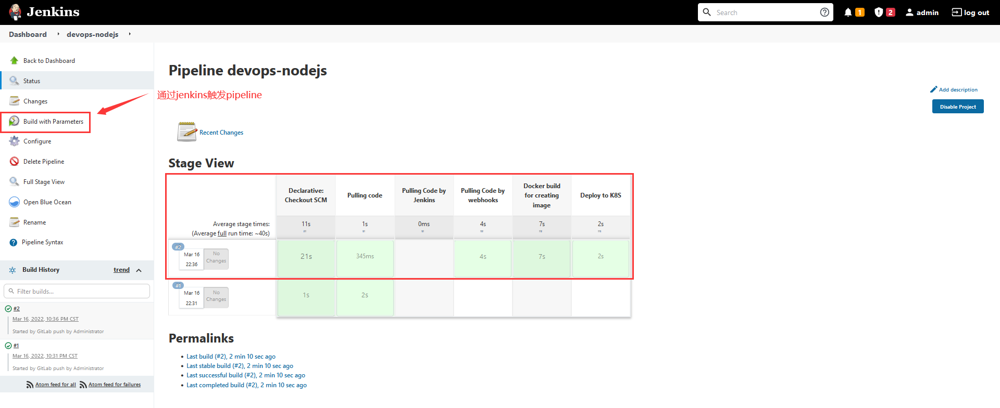 Jenkins
Search
1
2
admin
log out
Dashboard
devops-nodejs
Back to Dashboard
Status
Changes
Build with Parameters
Configure
Delete Pipeline
Full Stage View
Open Blue Ocean
Rename
Pipeline Syntax
Build History
trend
Filter builds...
#2
Mar 16, 2022, 10:36 PM CST
Started by GitLab push by Administrator
#1
Mar 16, 2022, 10:31 PM CST
Started by GitLab push by Administrator
Atom feed for all
Atom feed for failures
Pipeline devops-nodejs
通过jenkins触发pipeline
Add description
Disable Project
Recent Changes
Stage View
Declarative:
Checkout SCM
Pulling code
Pulling Code by
Jenkins
Pulling Code by
webhooks
Docker build
for creating
image
Deploy to K8S
Average stage times:
(Average full run time: ~40s)
11s
1s
0ms
4s
7s
2s
#2
Mar 16
22:36
No
Changes
21s
345ms
4s
7s
2s
#1
Mar 16
22:31
No
Changes
1s
2s
Permalinks
Last build (#2), 2 min 10 sec ago
Last stable build (#2), 2 min 10 sec ago
Last successful build (#2), 2 min 10 sec ago
Last completed build (#2), 2 min 10 sec ago